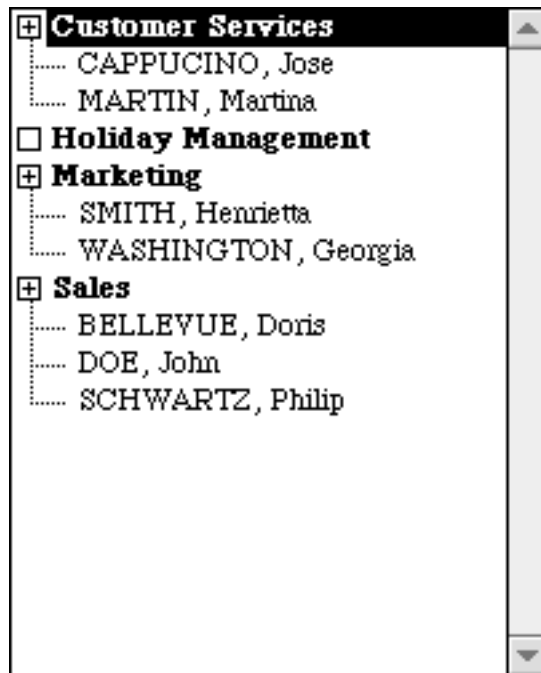 Customer Services
CAPPUCINO, Jose
MARTIN, Martina
Holiday Management
Marketing
SMITH, Henrietta
WASHINGTON, Georgia
Sales
BELLEVUE, Doris
DOE, John
SCHWARTZ, Philip